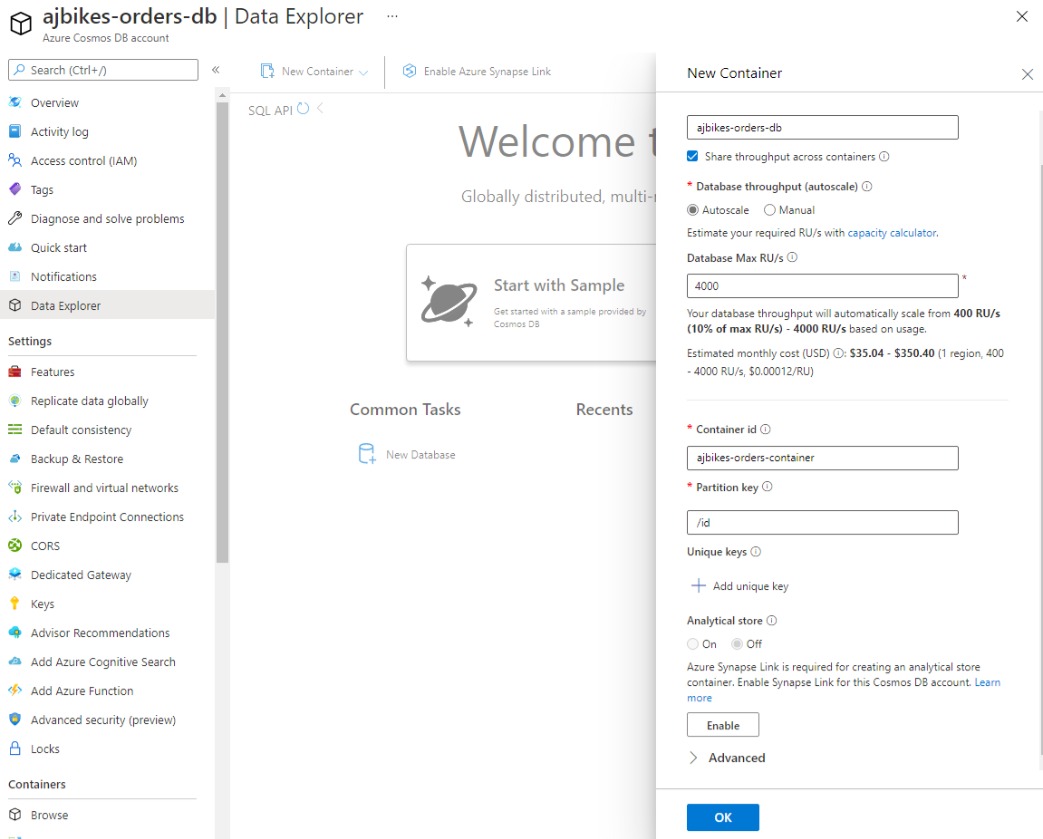 ajbikes-orders-db | Data Explorer ...
Azure Cosmos DB account
Search (Ctrl+/)
Overview
Activity log
Access control (IAM)
Tags
Diagnose and solve problems
Quick start
Notifications
Data Explorer
Settings
Features
Replicate data globally
Default consistency
Backup & Restore
Firewall and virtual networks
Private Endpoint Connections
CORS
Dedicated Gateway
Keys
Advisor Recommendations
Add Azure Cognitive Search
Add Azure Function
Advanced security (preview)
Locks
Containers
Browse
New Container
Enable Azure Synapse Link
SQL API
Welcome t
Globally distributed, multi-
Start with Sample
Get started with a sample provided by
Cosmos DB
Common Tasks
Recents
New Database
New Container
ajbikes-orders-db
Share throughput across containers
* Database throughput (autoscale)
Autoscale Manual
Estimate your required RU/s with capacity calculator.
Database Max RU/s
4000 *
Your database throughput will automatically scale from 400 RU/s
(10% of max RU/s) - 4000 RU/s based on usage.
Estimated monthly cost (USD) : $35.04 - $350.40 (1 region, 400
- 4000 RU/s, $0.00012/RU)
* Container id
ajbikes-orders-container
* Partition key
/id
Unique keys
Add unique key
Analytical store
On Off
Azure Synapse Link is required for creating an analytical store
container. Enable Synapse Link for this Cosmos DB account. Learn
more
Enable
Advanced
OK